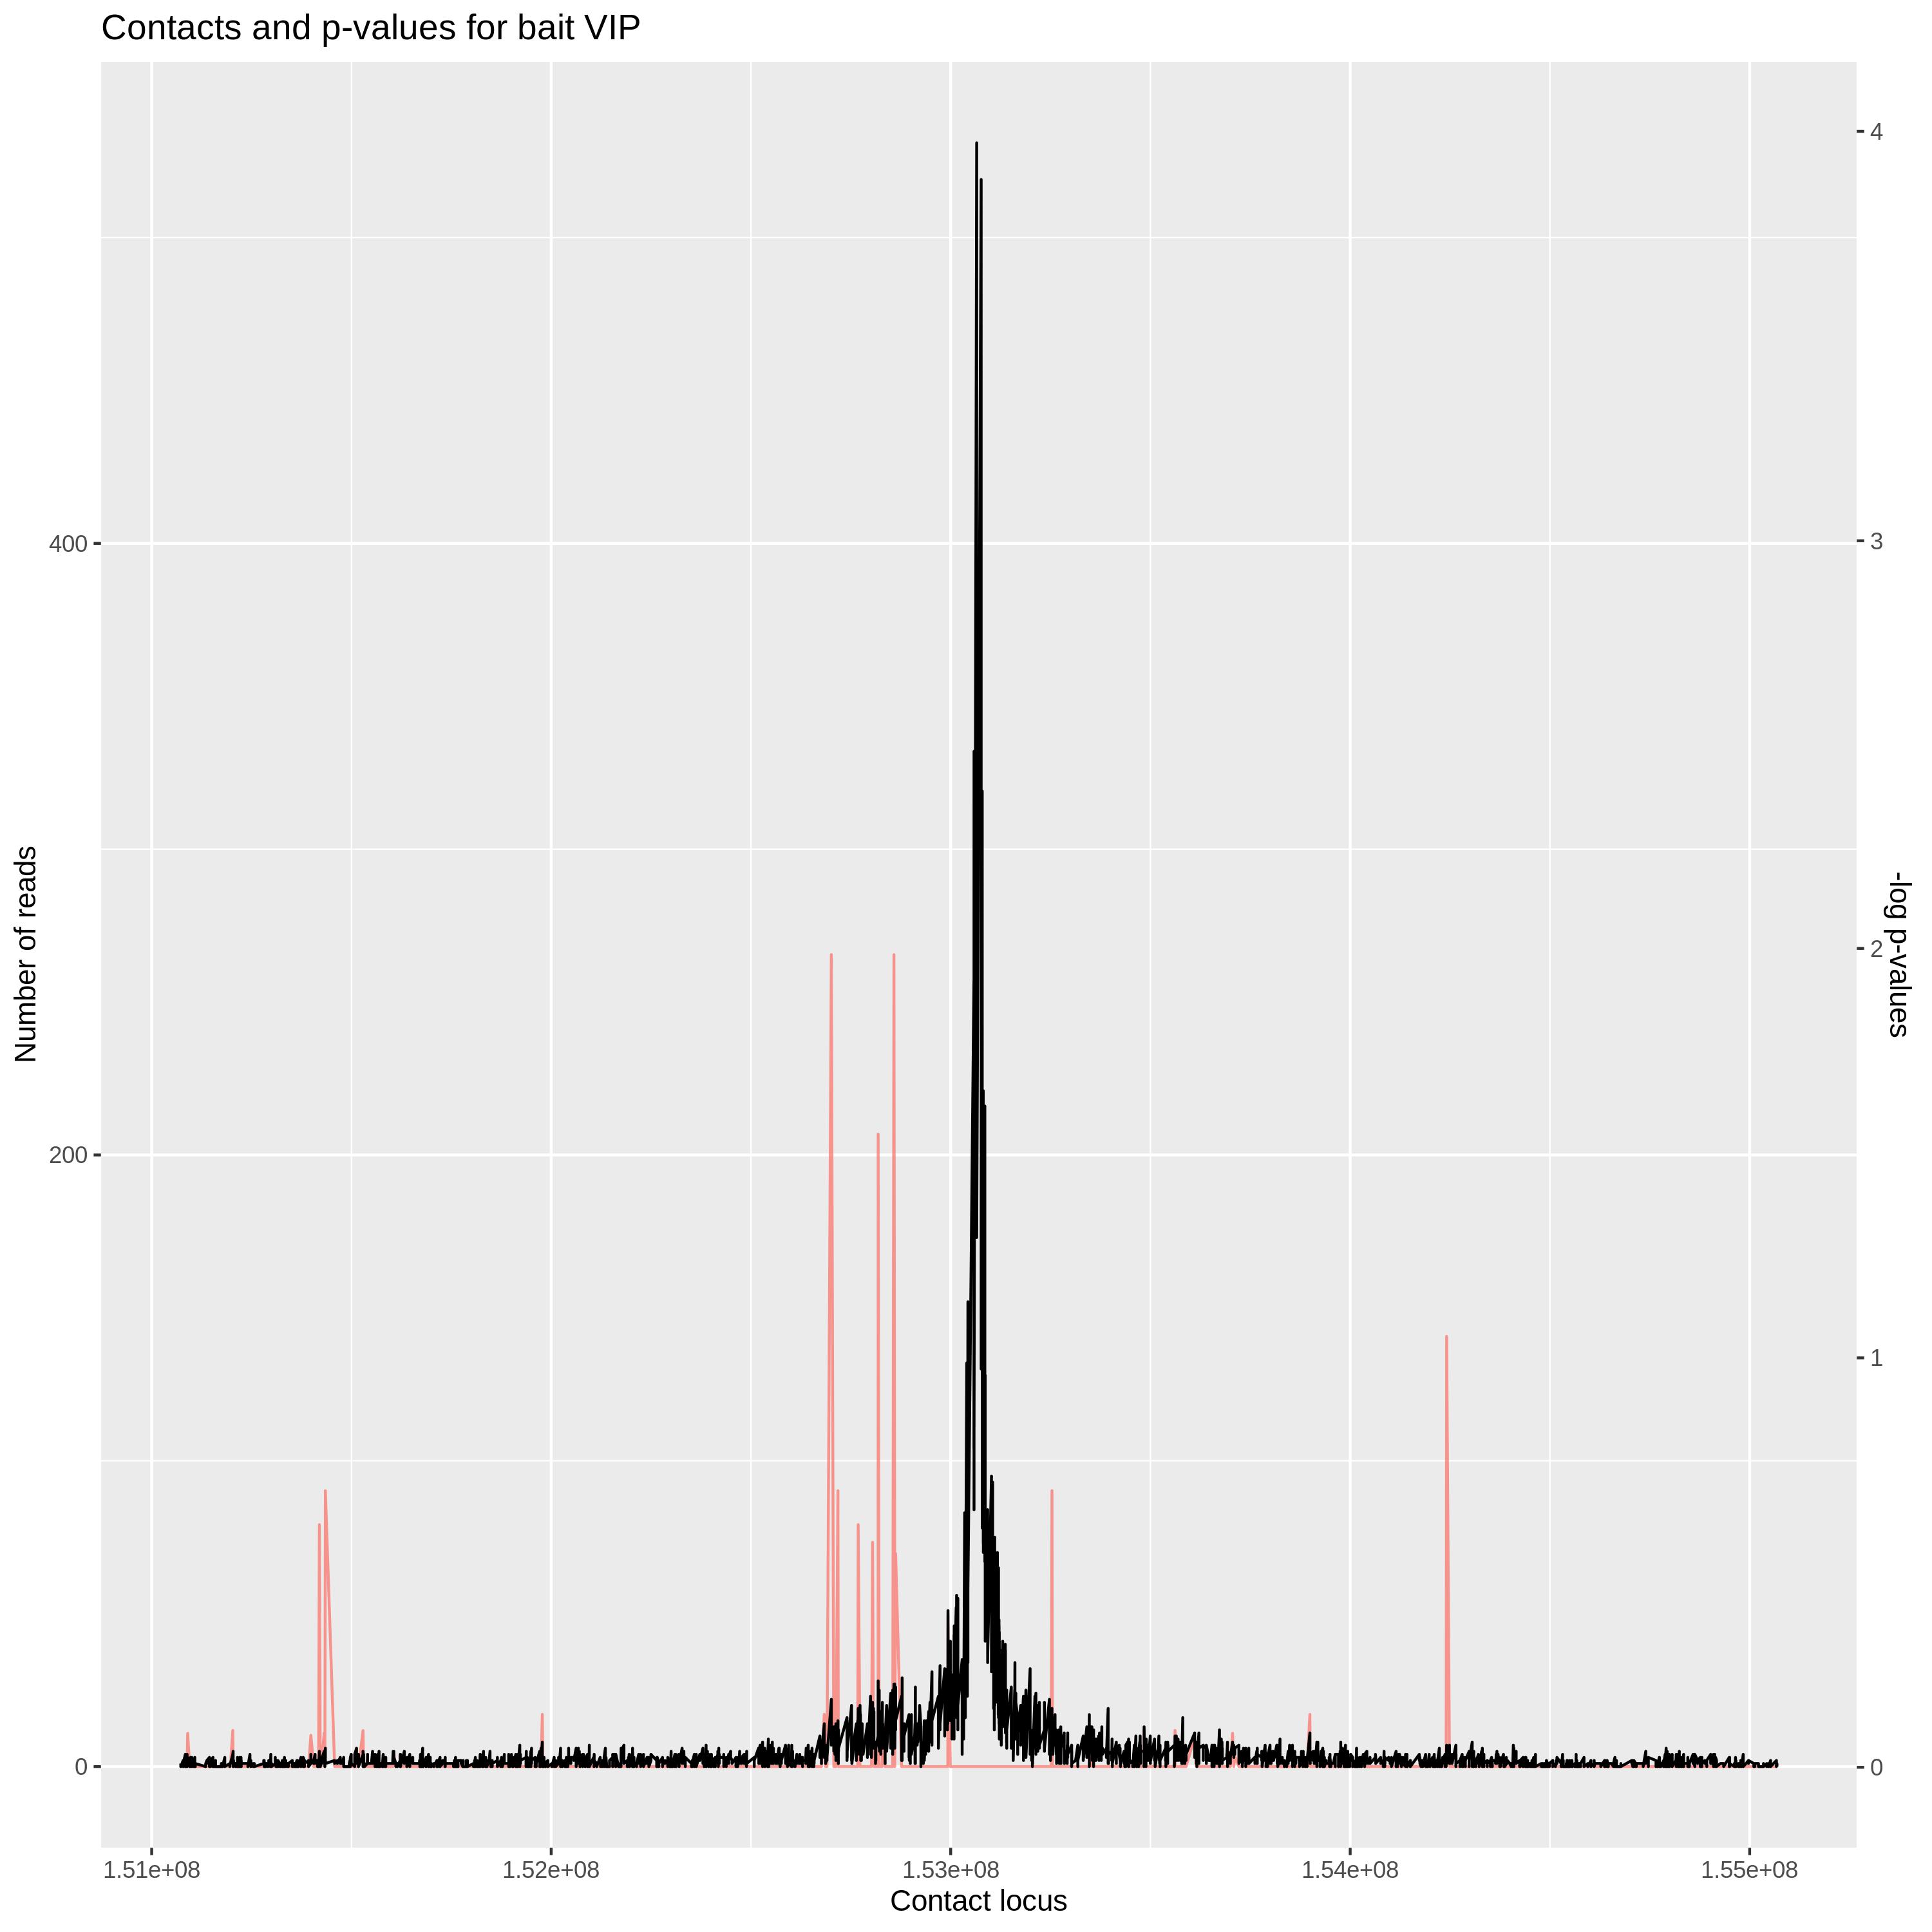 Contacts and p-values for bait VIP
4
400
3
Number of reads
-log p-values
2
200
1
0
0
1.51e+08 1.52e+08 1.53e+08 1.54e+08 1.55e+08
Contact locus